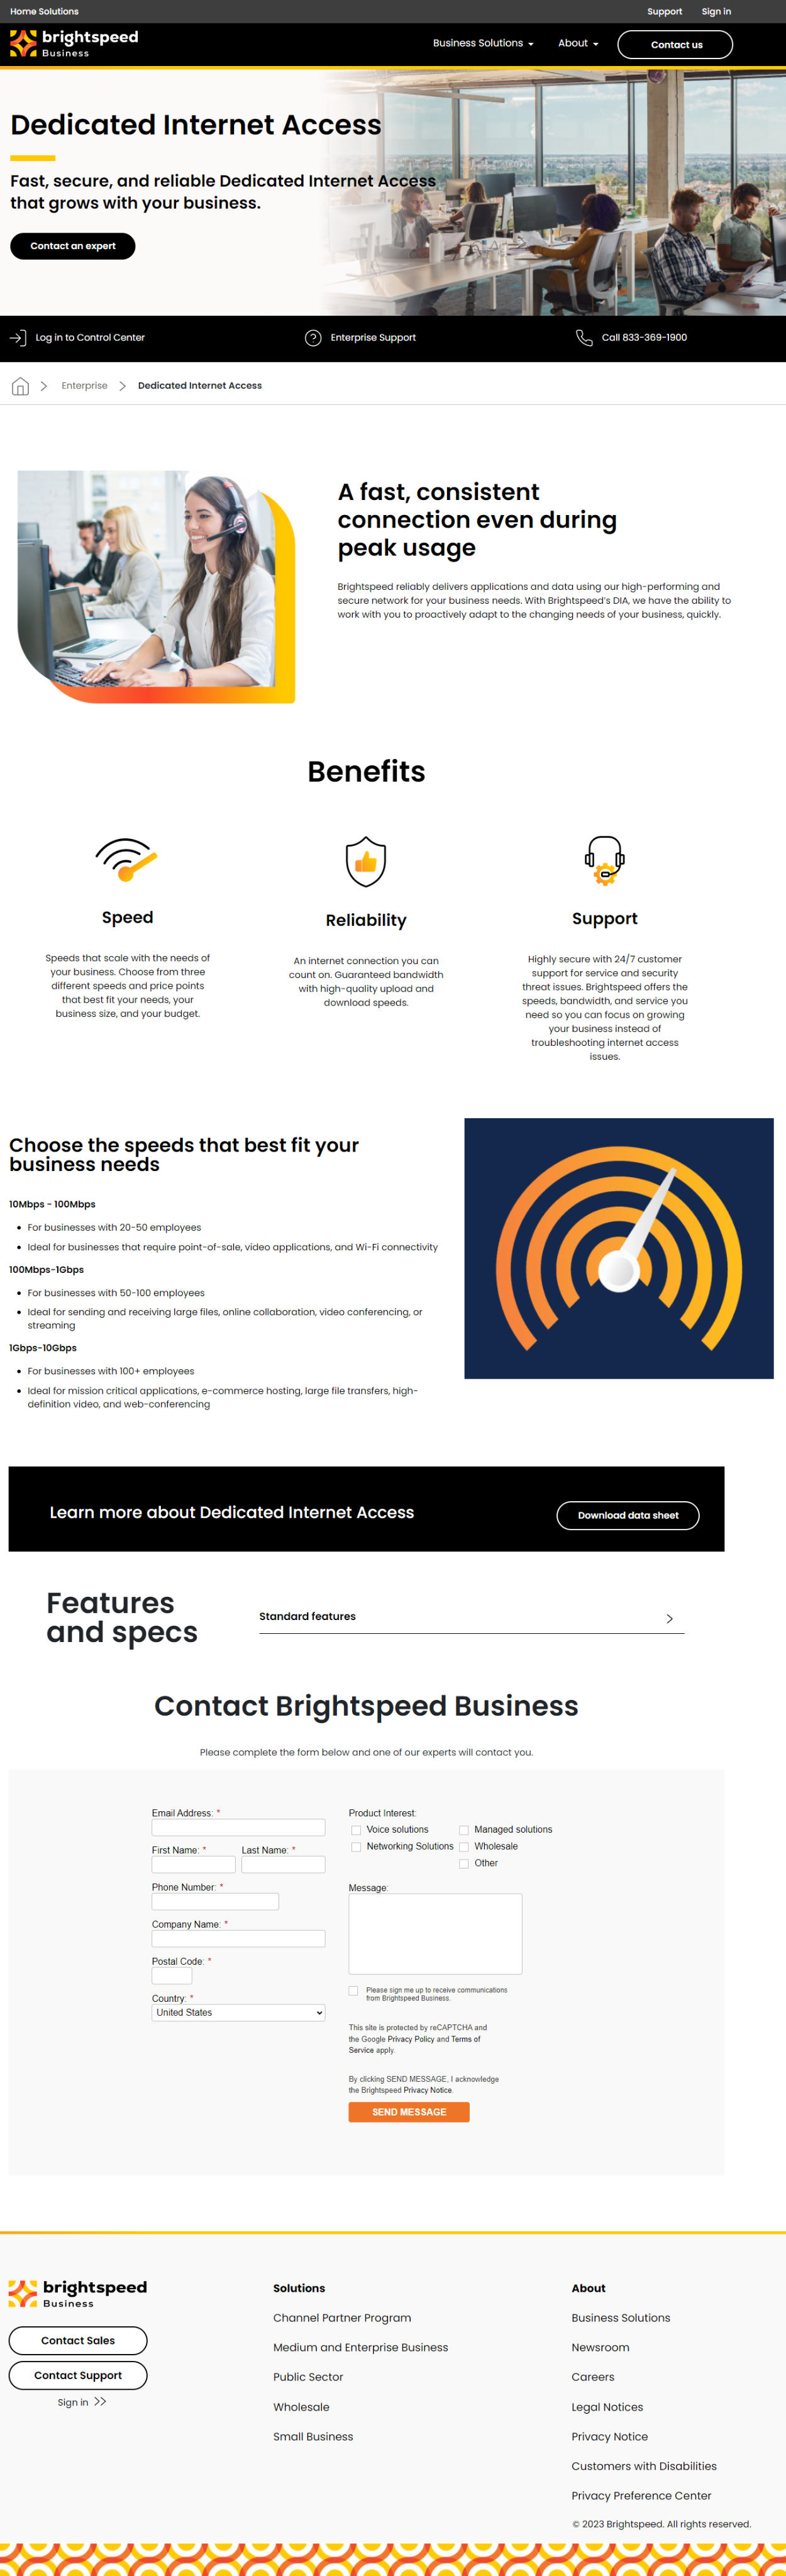 Home Solutions
Support
Sign in
brightspeed
Business
Business Solutions
About
Contact us
Dedicated Internet Access
Fast, secure, and reliable Dedicated Internet Access
that grows with your business.
Contact an expert
Log in to Control Center
Enterprise Support
Call 833-369-1900
Enterprise
Dedicated Internet Access
A fast, consistent
connection even during
peak usage
Brightspeed reliably delivers applications and data using our high-performing and
secure network for your business needs. With Brightspeed's DIA, we have the ability to
work with you to proactively adapt to the changing needs of your business, quickly.
Benefits
Speed
Speeds that scale with the needs of
your business. Choose from three
different speeds and price points
that best fit your needs, your
business size, and your budget.
Reliability
An internet connection you can
count on. Guaranteed bandwidth
with high-quality upload and
download speeds.
Support
Highly secure with 24/7 customer
support for service and security
threat issues. Brightspeed offers the
speeds, bandwidth, and service you
need so you can focus on growing
your business instead of
troubleshooting internet access
issues.
Choose the speeds that best fit your
business needs
10Mbps - 100Mbps
For businesses with 20-50 employees
Ideal for businesses that require point-of-sale, video applications, and Wi-Fi connectivity
100Mbps-1Gbps
For businesses with 50-100 employees
Ideal for sending and receiving large files, online collaboration, video conferencing, or
streaming
1Gbps-10Gbps
For businesses with 100+ employees
Ideal for mission critical applications, e-commerce hosting, large file transfers, high-
definition video, and web-conferencing
Learn more about Dedicated Internet Access
Download data sheet
Features
and specs
Standard features
Contact Brightspeed Business
Please complete the form below and one of our experts will contact you.
Email Address: *
First Name: *
Last Name: *
Phone Number: *
Company Name: *
Postal Code: *
Country: *
United States
Product Interest:
Voice solutions
Managed solutions
Networking Solutions
Wholesale
Other
Message:
Please sign me up to receive communications
from Brightspeed Business.
This site is protected by reCAPTCHA and
the Google Privacy Policy and Terms of
Service apply.
By clicking SEND MESSAGE, I acknowledge
the Brightspeed Privacy Notice.
SEND MESSAGE
brightspeed
Business
Contact Sales
Contact Support
Sign in
Solutions
Channel Partner Program
Medium and Enterprise Business
Public Sector
Wholesale
Small Business
About
Business Solutions
Newsroom
Careers
Legal Notices
Privacy Notice
Customers with Disabilities
Privacy Preference Center
© 2023 Brightspeed. All rights reserved.